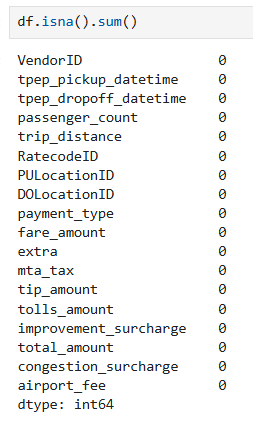 df.isna().sum()
VendorID 0
tpep_pickup_datetime 0
tpep_dropoff_datetime 0
passenger_count 0
trip_distance 0
RatecodeID 0
PULocationID 0
DOLocationID 0
payment_type 0
fare_amount 0
extra 0
mta_tax 0
tip_amount 0
tolls_amount 0
improvement_surcharge 0
total_amount 0
congestion_surcharge 0
airport_fee 0
dtype: int64